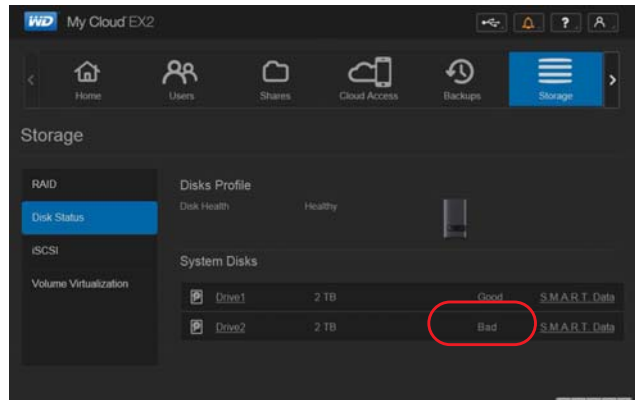 WD My Cloud EX2
?
Home Users Shares Cloud Access Backups Storage
Storage
RAID
Disks Profile
Disk Health Healthy
Disk Status
iSCSI
System Disks
Volume Virtualization
Drive1 2 TB Good S.M.A.R.T. Data
Drive2 2 TB Bad S.M.A.R.T. Data